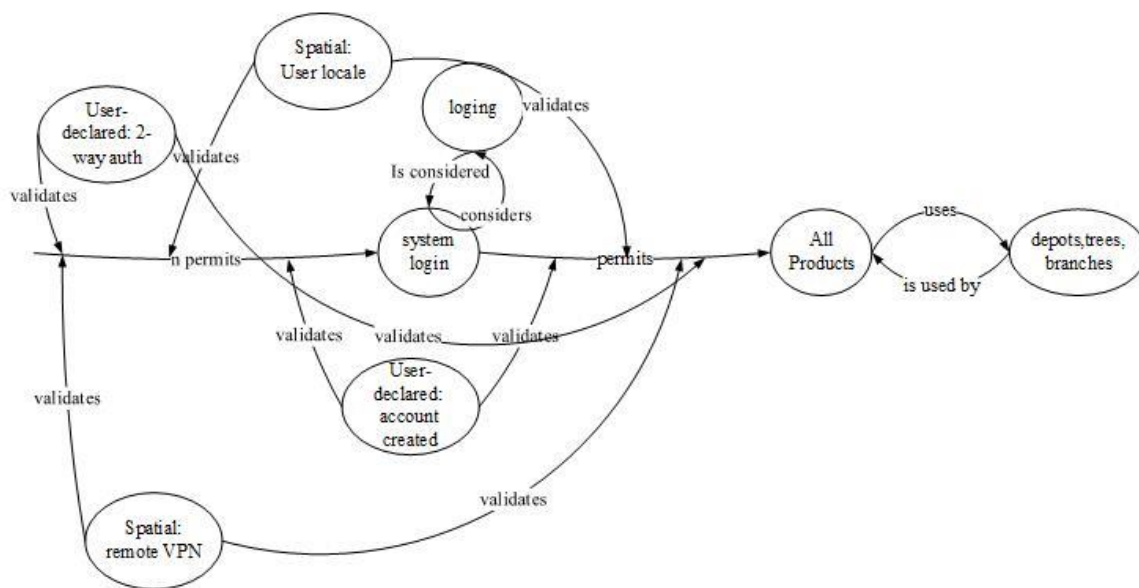 Spatial:
User locale
loging
validates
User-
declared: 2-
way auth
validates
validates
Is considered
considers
system
login
n permits
permits
All
Products
uses
is used by
depots,trees,
branches
validates
validates
validates
User-
declared:
account
created
validates
validates
Spatial:
remote VPN